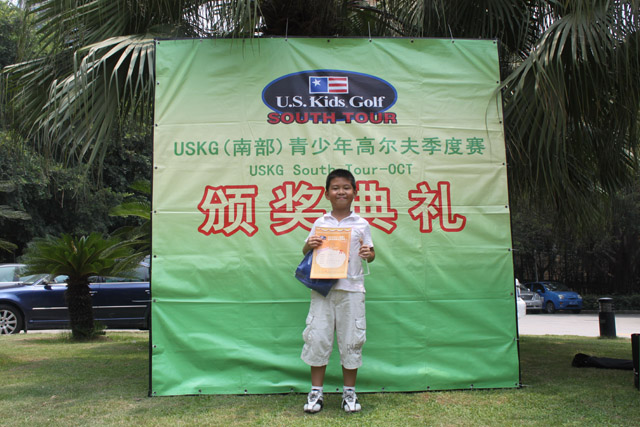 U.S. Kids Golf
SOUTH TOUR
USKG(南部)青少年高尔夫季度赛
USKG South Tour-OCT
颁奖典礼